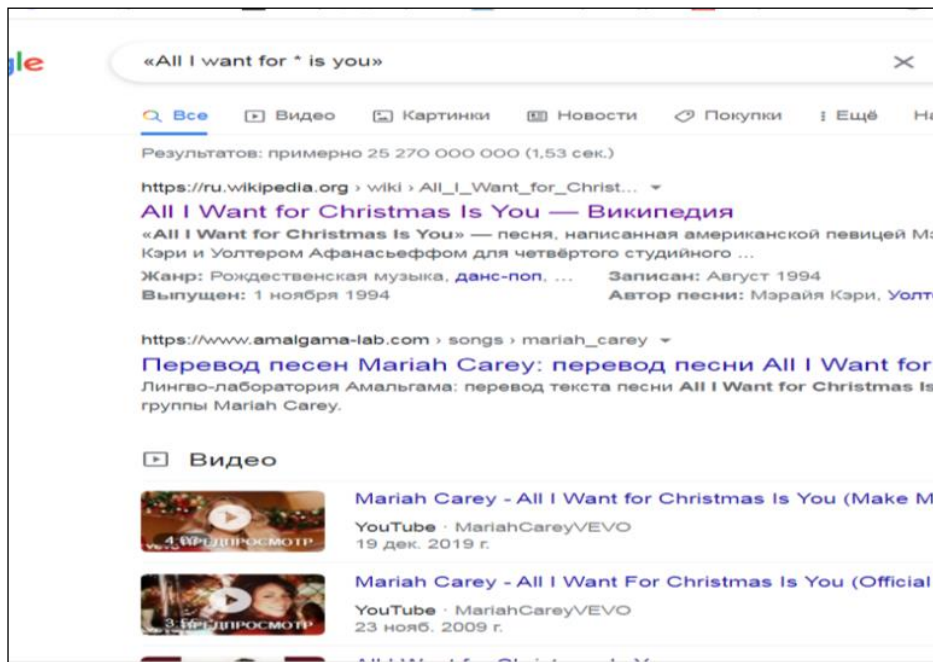 gle
«All I want for * is you»
Все Видео Картинки Новости Покупки Ещё На
Результатов: примерно 25 270 000 000 (1,53 сек.)
https://ru.wikipedia.org › wiki › All_I_Want_for_Christ...
All I Want for Christmas Is You — Википедия
«All I Want for Christmas Is You» — песня, написанная американской певицей Мэ
Кэри и Уолтером Афанасьеффом для четвёртого студийного ...
Жанр: Рождественская музыка, данс-поп, ... Записан: Август 1994
Выпущен: 1 ноября 1994 Автор песни: Мэрайя Кэри, Уолт
https://www.amalgama-lab.com › songs › mariah_carey
Перевод песен Mariah Carey: перевод песни All I Want for
Лингво-лаборатория Амальгама: перевод текста песни All I Want for Christmas Is
группы Mariah Carey.
Видео
Mariah Carey - All I Want for Christmas Is You (Make M
YouTube · MariahCareyVEVO
19 дек. 2019 г.
ПРЕДПРОСМОТР
Mariah Carey - All I Want For Christmas Is You (Official
YouTube · MariahCareyVEVO
23 нояб. 2009 г.
ПРЕДПРОСМОТР